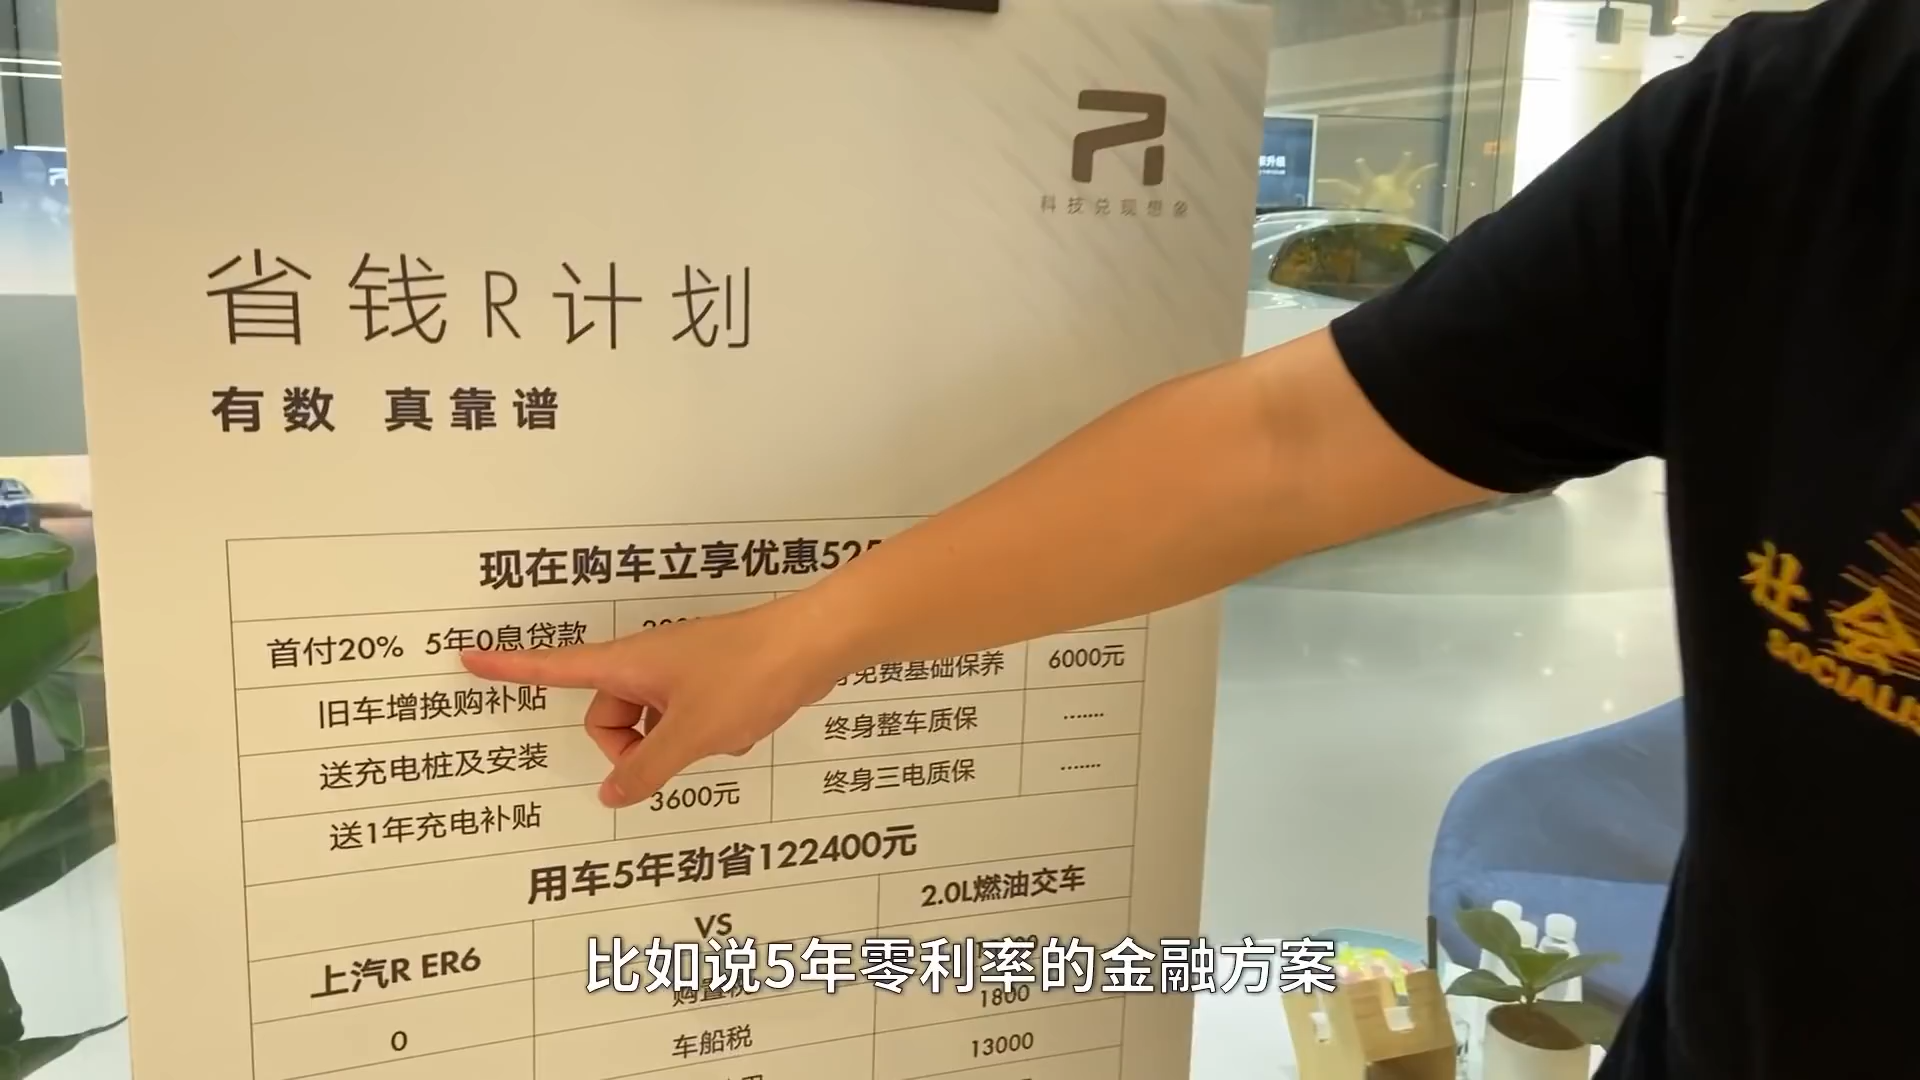 科技兑现想象
省钱R计划
有数 真靠谱
现在购车立享优惠525
首付20% 5年0息贷款
免费基础保养 6000元
旧车增换购补贴
终身整车质保 ……
送充电桩及安装
终身三电质保 ……
送1年充电补贴 3600元
用车5年劲省122400元
上汽R ER6 VS 2.0L燃油交车
购置税 1800
0 车船税 13000
比如说5年零利率的金融方案
社会
SOCIALIS